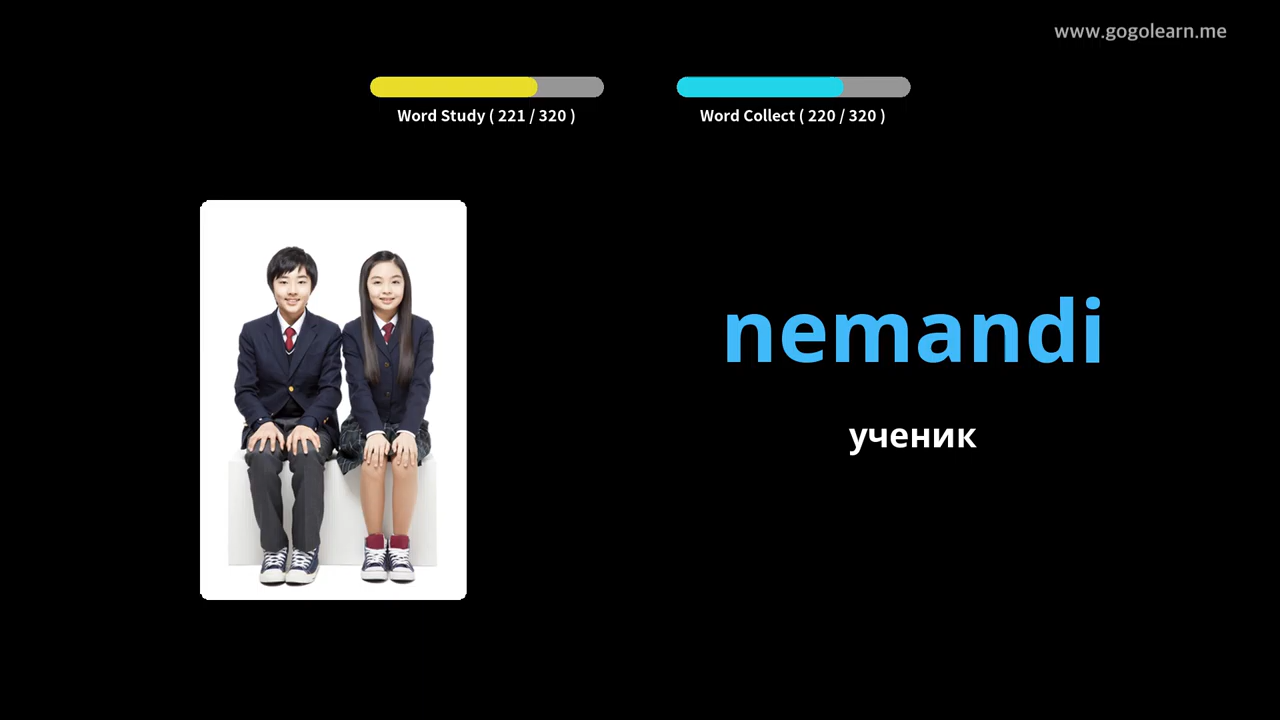 www.gogolearn.me
Word Study ( 221 / 320 )
Word Collect ( 220 / 320 )
nemandi
ученик